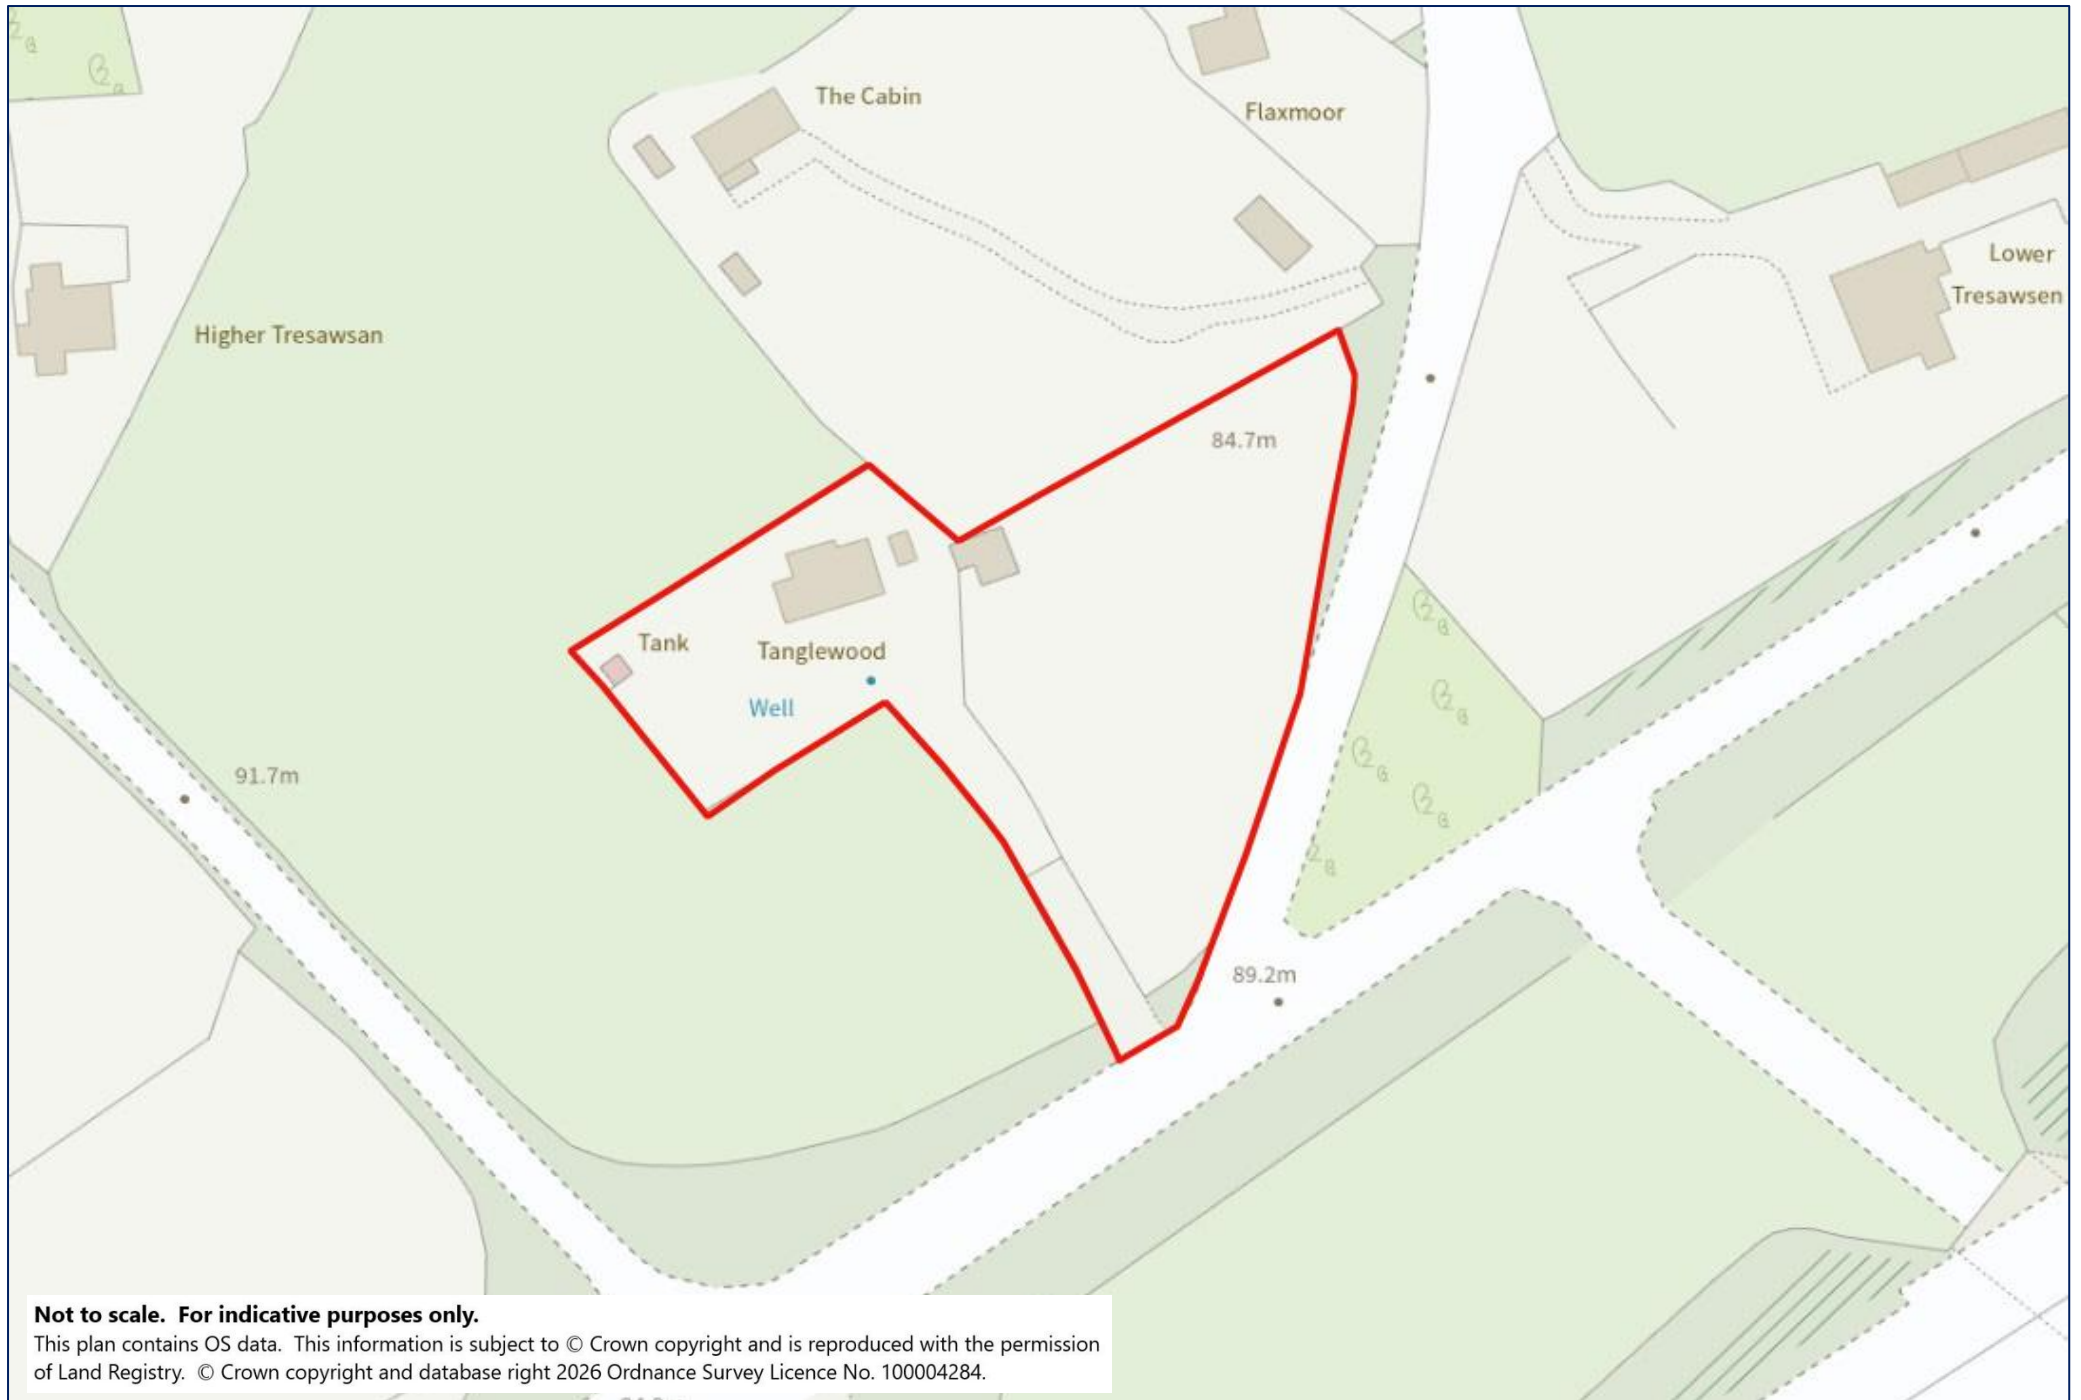 The Cabin
Flaxmoor
Lower
Tresawsen
Higher Tresawsan
84.7m
Tank
Tanglewood
Well
91.7m
89.2m
Not to scale.  For indicative purposes only.
This plan contains OS data.  This information is subject to © Crown copyright and is reproduced with the permission
of Land Registry.  © Crown copyright and database right 2026 Ordnance Survey Licence No. 100004284.